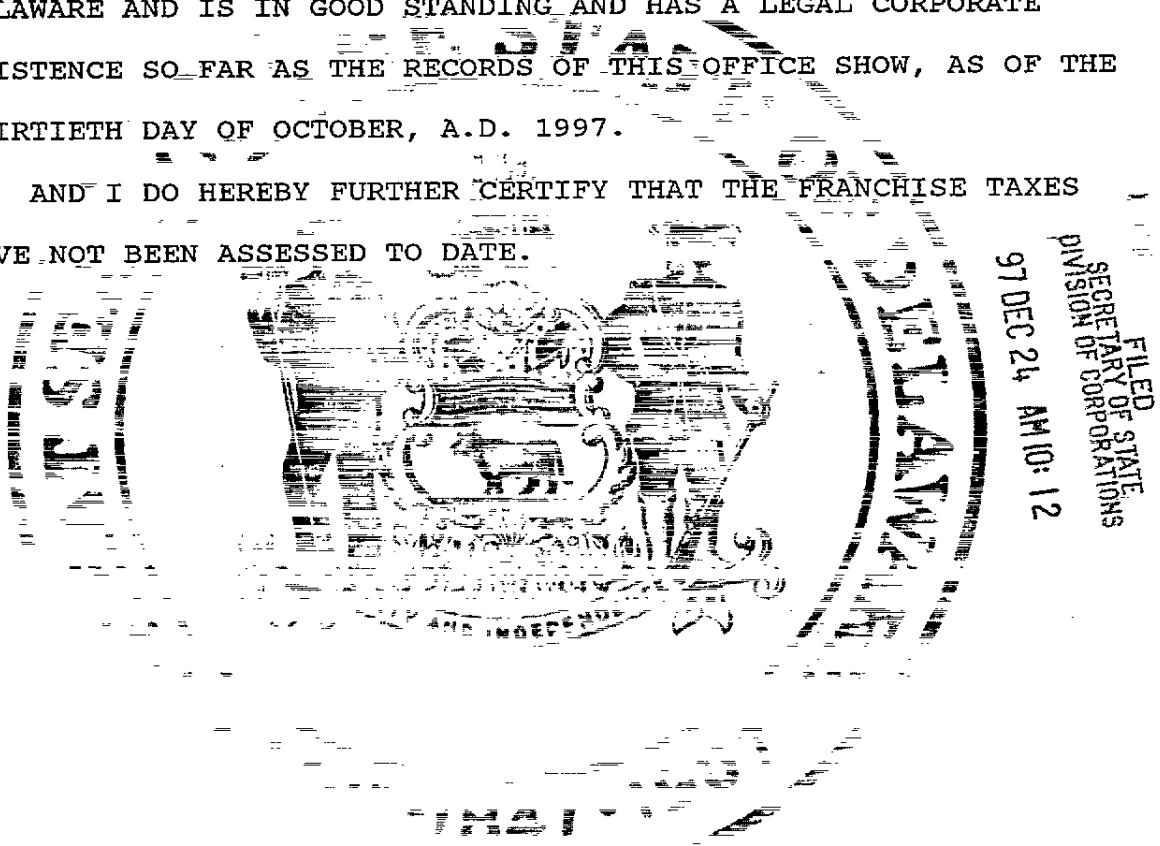 LAWARE AND IS IN GOOD STANDING AND HAS A LEGAL CORPORATE
ISTENCE SO FAR AS THE RECORDS OF THIS OFFICE SHOW, AS OF THE
IRTIETH DAY OF OCTOBER, A.D. 1997.
AND I DO HEREBY FURTHER CERTIFY THAT THE FRANCHISE TAXES
VE NOT BEEN ASSESSED TO DATE.
FILED
SECRETARY OF STATE
DIVISION OF CORPORATIONS
97 DEC 24 AM 10: 12
DELAWARE
AND INDEPEND